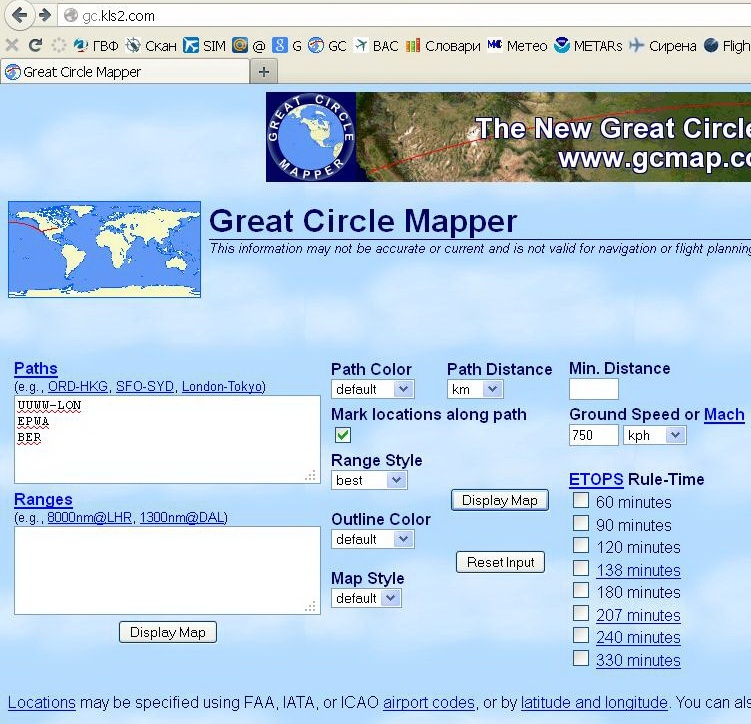 gc.kls2.com
ГВФ Скан SIM @ G GC ВАС Словари Метео METARs Сирена Fligh
Great Circle Mapper +
GREAT CIRCLE MAPPER
The New Great Circle
www.gcmap.co
Great Circle Mapper
This information may not be accurate or current and is not valid for navigation or flight planning
Paths
(e.g., ORD-HKG, SFO-SYD, London-Tokyo)
UUWW-LON
EPWA
BER
Ranges
(e.g., 8000nm@LHR, 1300nm@DAL)
Display Map
Path Color
default
Path Distance
km
Mark locations along path
Range Style
best
Display Map
Outline Color
default
Reset Input
Map Style
default
Min. Distance
Ground Speed or Mach
750 kph
ETOPS Rule-Time
60 minutes
90 minutes
120 minutes
138 minutes
180 minutes
207 minutes
240 minutes
330 minutes
Locations may be specified using FAA, IATA, or ICAO airport codes, or by latitude and longitude. You can als